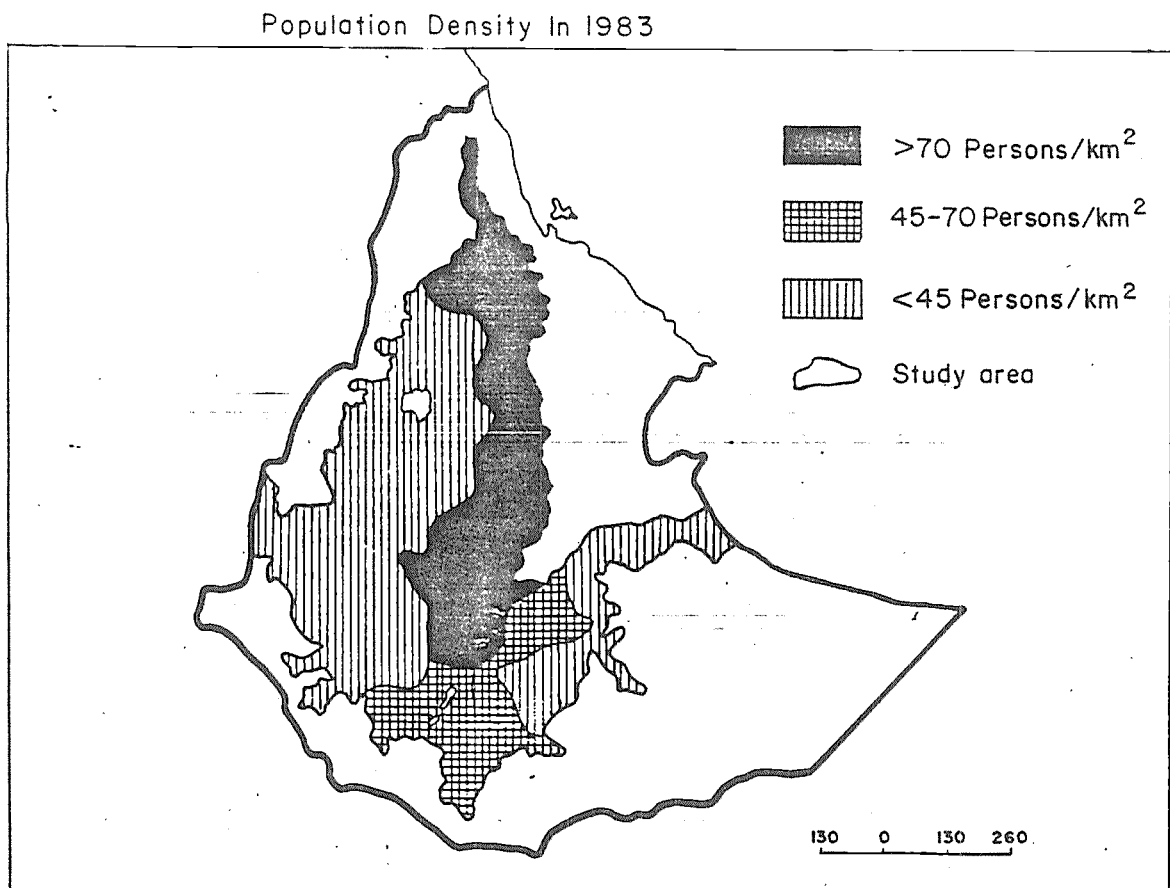 Population Density In 1983
>70 Persons/km²
45-70 Persons/km²
<45 Persons/km²
Study area
130 0 130 260